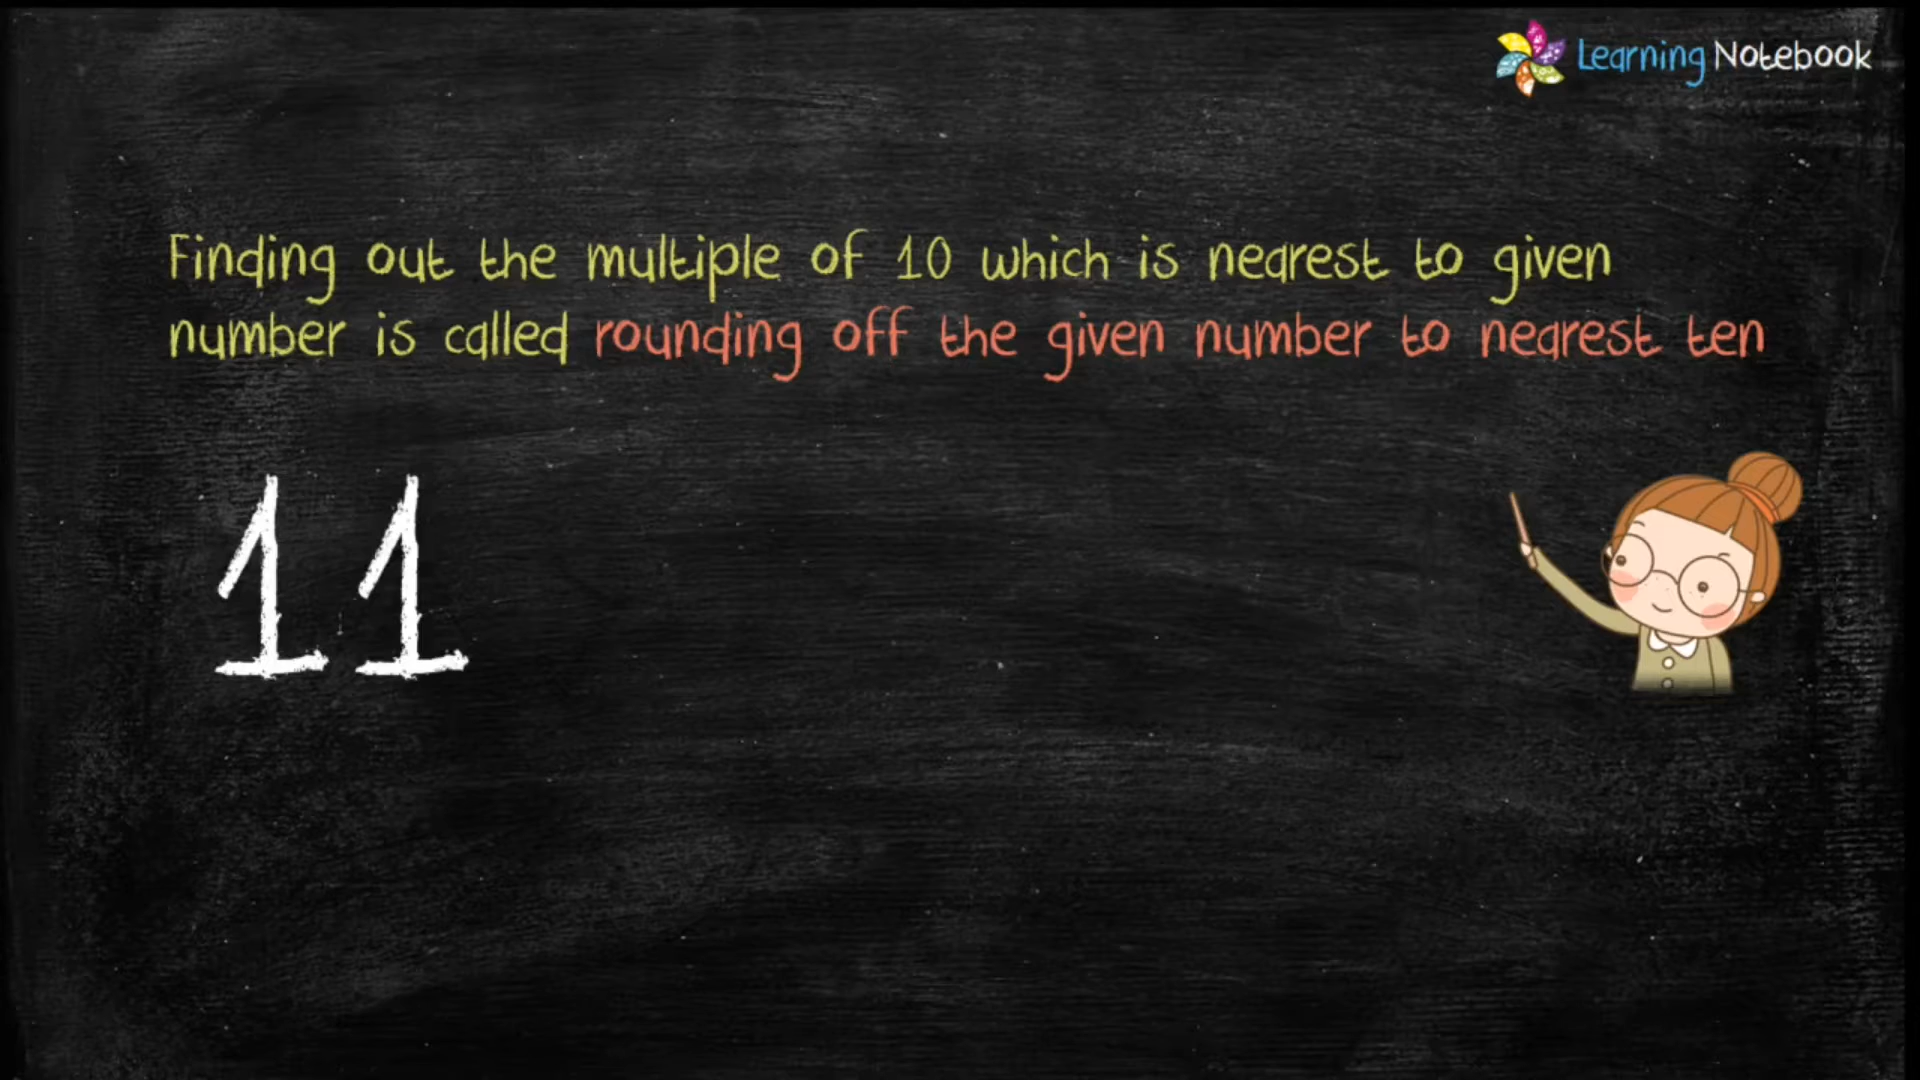 Learning Notebook
Finding out the multiple of 10 which is nearest to given
number is called rounding off the given number to nearest ten
11